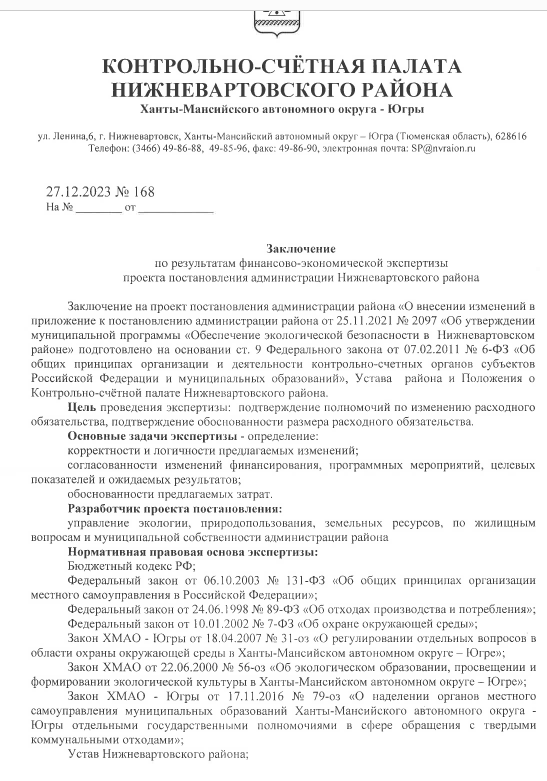 КОНТРОЛЬНО-СЧЁТНАЯ ПАЛАТА
НИЖНЕВАРТОВСКОГО РАЙОНА
Ханты-Мансийского автономного округа - Югры
ул. Ленина,6, г. Нижневартовск, Ханты-Мансийский автономный округ – Югра (Тюменская область), 628616
Телефон: (3466) 49-86-88, 49-85-96, факс: 49-86-90, электронная почта: SP@nvraion.ru
27.12.2023 № 168
На № ________ от _____________
Заключение
по результатам финансово-экономической экспертизы
проекта постановления администрации Нижневартовского района
Заключение на проект постановления администрации района «О внесении изменений в
приложение к постановлению администрации района от 25.11.2021 № 2097 «Об утверждении
муниципальной программы «Обеспечение экологической безопасности в Нижневартовском
районе» подготовлено на основании ст. 9 Федерального закона от 07.02.2011 № 6-ФЗ «Об
общих принципах организации и деятельности контрольно-счетных органов субъектов
Российской Федерации и муниципальных образований», Устава района и Положения о
Контрольно-счётной палате Нижневартовского района.
Цель проведения экспертизы: подтверждение полномочий по изменению расходного
обязательства, подтверждение обоснованности размера расходного обязательства.
Основные задачи экспертизы - определение:
корректности и логичности предлагаемых изменений;
согласованности изменений финансирования, программных мероприятий, целевых
показателей и ожидаемых результатов;
обоснованности предлагаемых затрат.
Разработчик проекта постановления:
управление экологии, природопользования, земельных ресурсов, по жилищным
вопросам и муниципальной собственности администрации района
Нормативная правовая основа экспертизы:
Бюджетный кодекс РФ;
Федеральный закон от 06.10.2003 № 131-ФЗ «Об общих принципах организации
местного самоуправления в Российской Федерации»;
Федеральный закон от 24.06.1998 № 89-ФЗ «Об отходах производства и потребления»;
Федеральный закон от 10.01.2002 № 7-ФЗ «Об охране окружающей среды»;
Закон ХМАО - Югры от 18.04.2007 № 31-оз «О регулировании отдельных вопросов в
области охраны окружающей среды в Ханты-Мансийском автономном округе – Югре»;
Закон ХМАО от 22.06.2000 № 56-оз «Об экологическом образовании, просвещении и
формировании экологической культуры в Ханты-Мансийском автономном округе – Югре»;
Закон ХМАО - Югры от 17.11.2016 № 79-оз «О наделении органов местного
самоуправления муниципальных образований Ханты-Мансийского автономного округа -
Югры отдельными государственными полномочиями в сфере обращения с твердыми
коммунальными отходами»;
Устав Нижневартовского района;